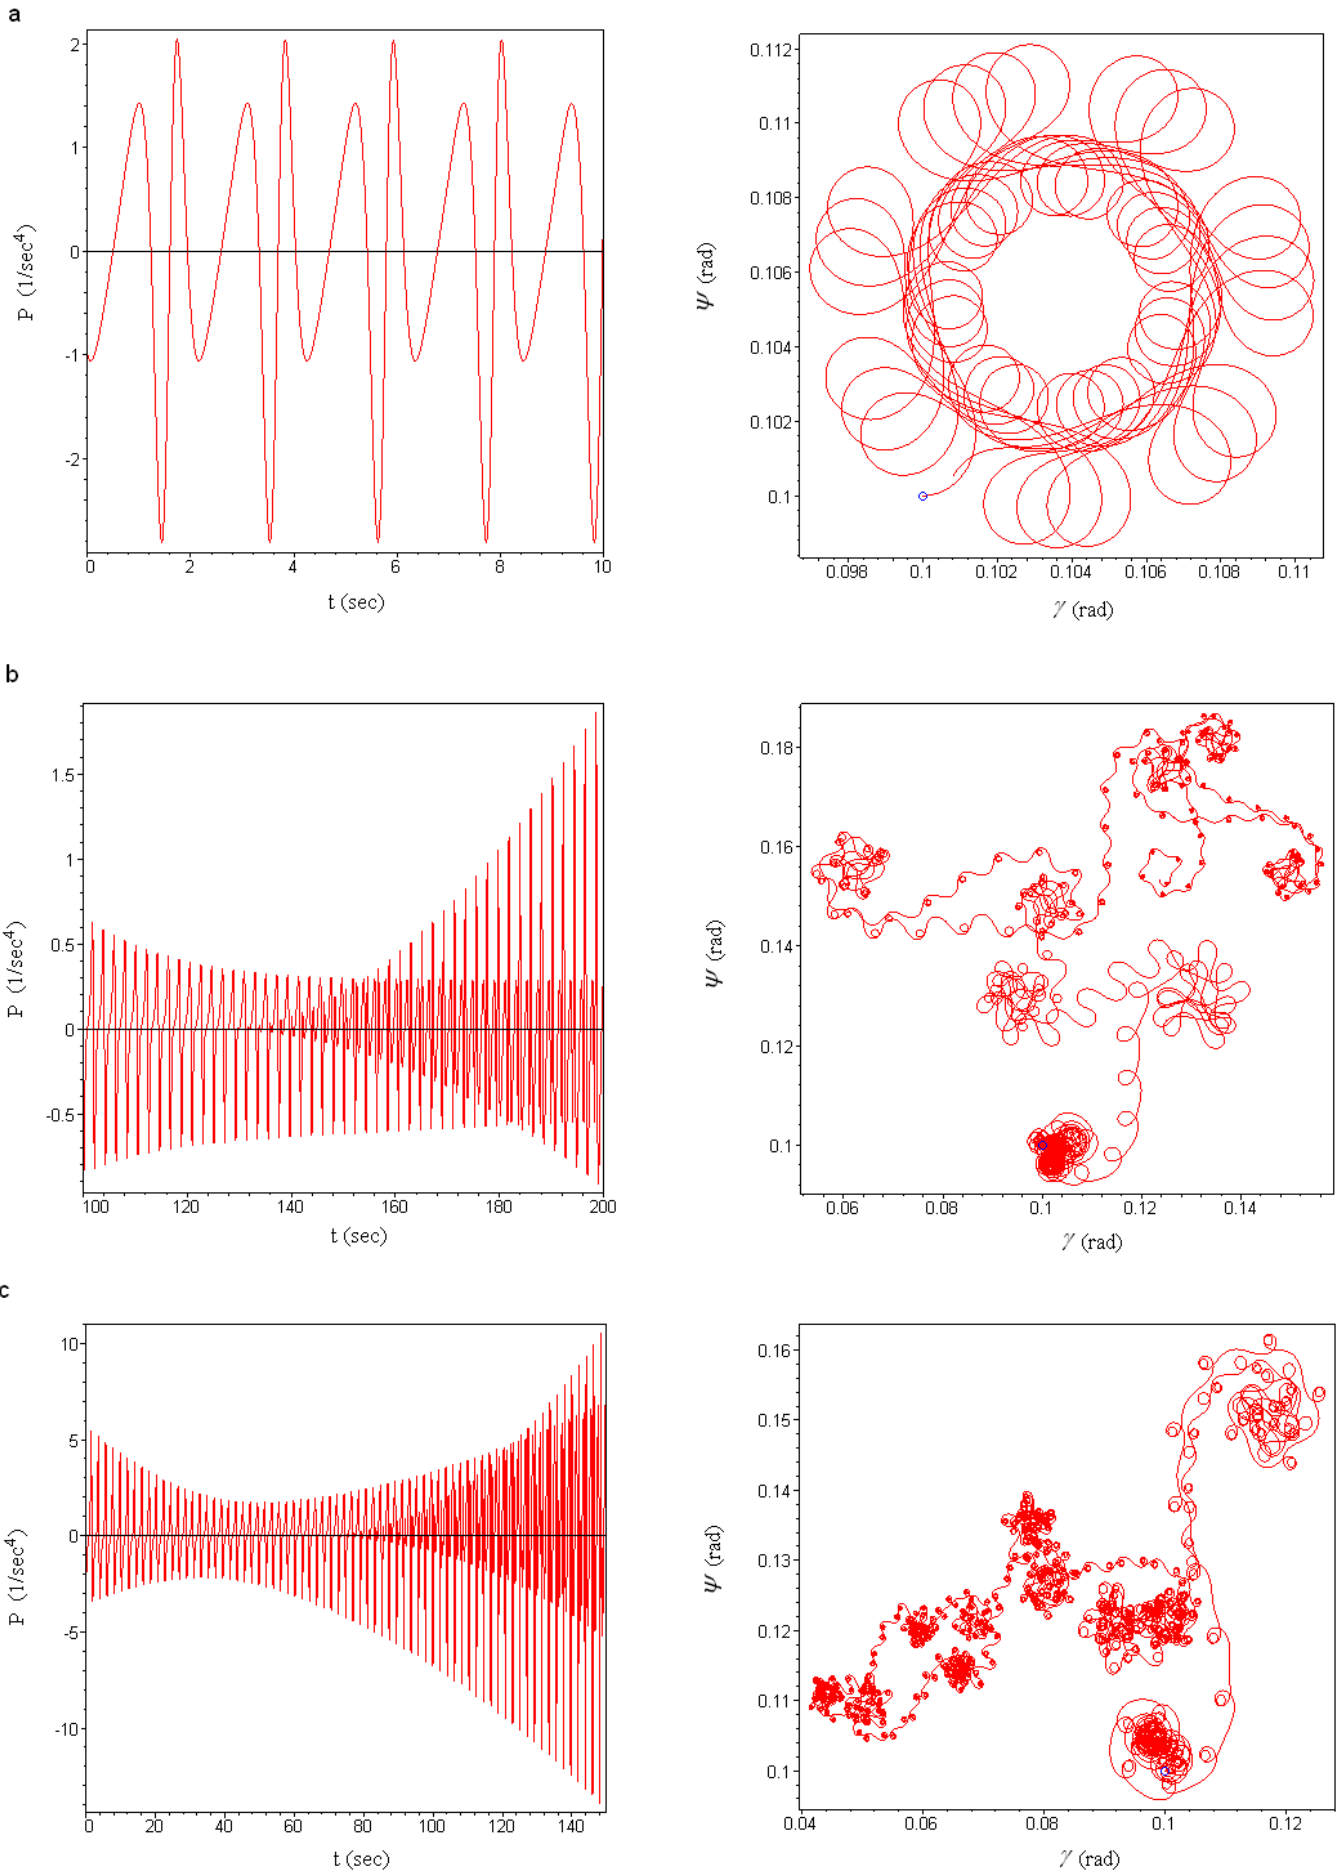 a
2
1
0
-1
-2
P (1/sec⁴)
0 2 4 6 8 10
t (sec)
0.112
0.11
0.108
0.106
0.104
0.102
0.1
Ψ (rad)
0.098 0.1 0.102 0.104 0.106 0.108 0.11
γ (rad)
b
1.5
1
0.5
0
-0.5
P (1/sec⁴)
100 120 140 160 180 200
t (sec)
0.18
0.16
0.14
0.12
0.1
Ψ (rad)
0.06 0.08 0.1 0.12 0.14
γ (rad)
c
10
5
0
-5
-10
P (1/sec⁴)
0 20 40 60 80 100 120 140
t (sec)
0.16
0.15
0.14
0.13
0.12
0.11
0.1
Ψ (rad)
0.04 0.06 0.08 0.1 0.12
γ (rad)